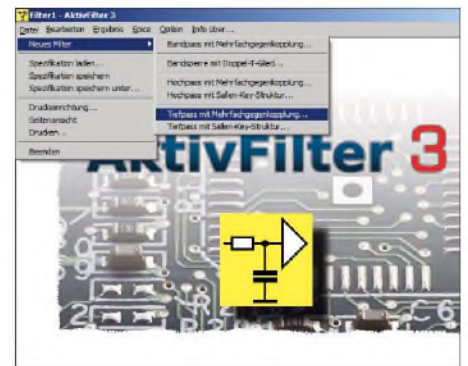 Filter1 - AktivFilter 3
Datei Bearbeiten Ergebnis Spice Option Info über...
Neues Filter
Spezifikation laden...
Spezifikation speichern
Spezifikation speichern unter...
Druckeinrichtung...
Seitenansicht
Drucken...
Beenden
Bandpass mit Mehrfachgegenkopplung...
Bandsperre mit Doppel-T-Glied...
Hochpass mit Mehrfachgegenkopplung...
Hochpass mit Sallen-Key-Struktur...
Tiefpass mit Mehrfachgegenkopplung...
Tiefpass mit Sallen-Key-Struktur...
AktivFilter 3